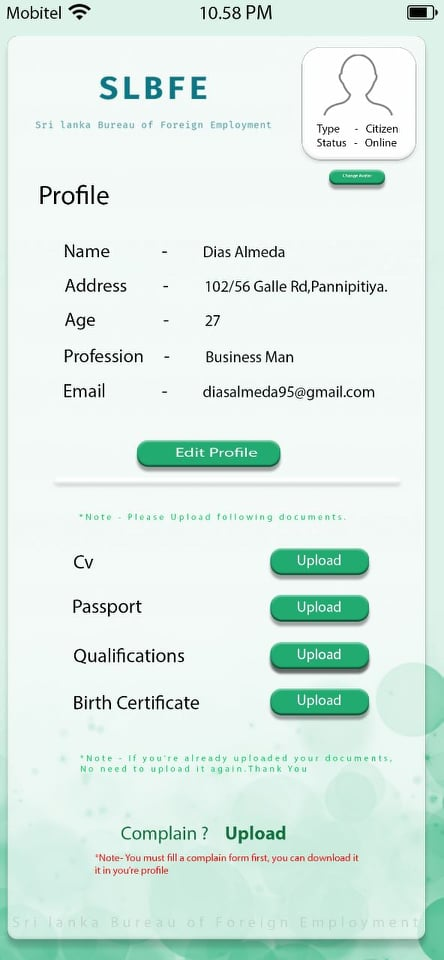 Mobitel 10.58 PM
SLBFE
Sri lanka Bureau of Foreign Employment
Type - Citizen
Status - Online
Change Avatar
Profile
Name - Dias Almeda
Address - 102/56 Galle Rd,Pannipitiya.
Age - 27
Profession - Business Man
Email - diasalmeda95@gmail.com
Edit Profile
*Note - Please Upload following documents.
Cv Upload
Passport Upload
Qualifications Upload
Birth Certificate Upload
*Note - If you're already uploaded your documents,
No need to upload it again.Thank You
Complain ? Upload
*Note- You must fill a complain form first, you can download it
it in you're profile
Sri lanka Bureau of Foreign Employment